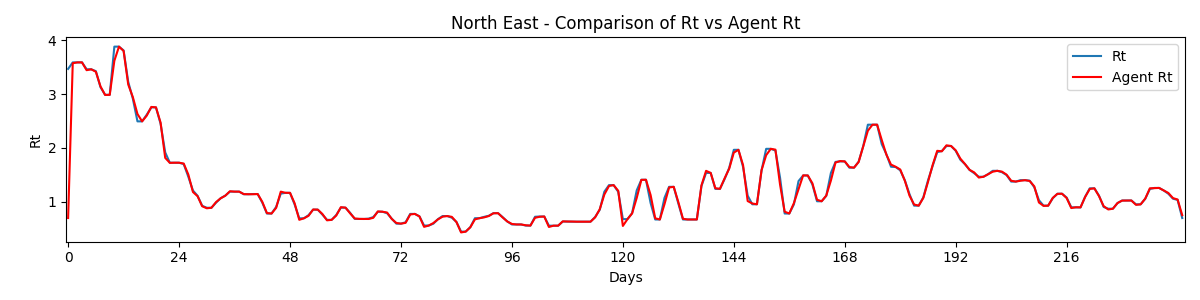 North East - Comparison of Rt vs Agent Rt
Rt
Agent Rt
4
3
2
1
Rt
0 24 48 72 96 120 144 168 192 216
Days